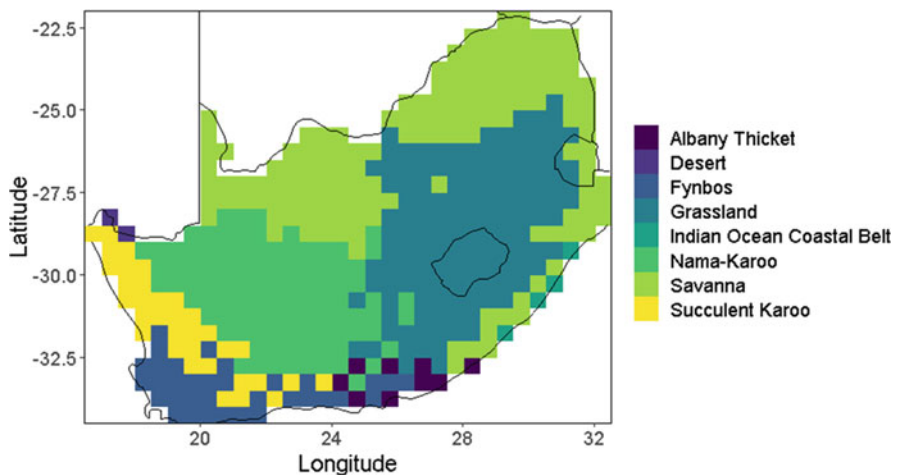 -22.5
-25.0
-27.5
-30.0
-32.5
Latitude
20
24
28
32
Longitude
Albany Thicket
Desert
Fynbos
Grassland
Indian Ocean Coastal Belt
Nama-Karoo
Savanna
Succulent Karoo